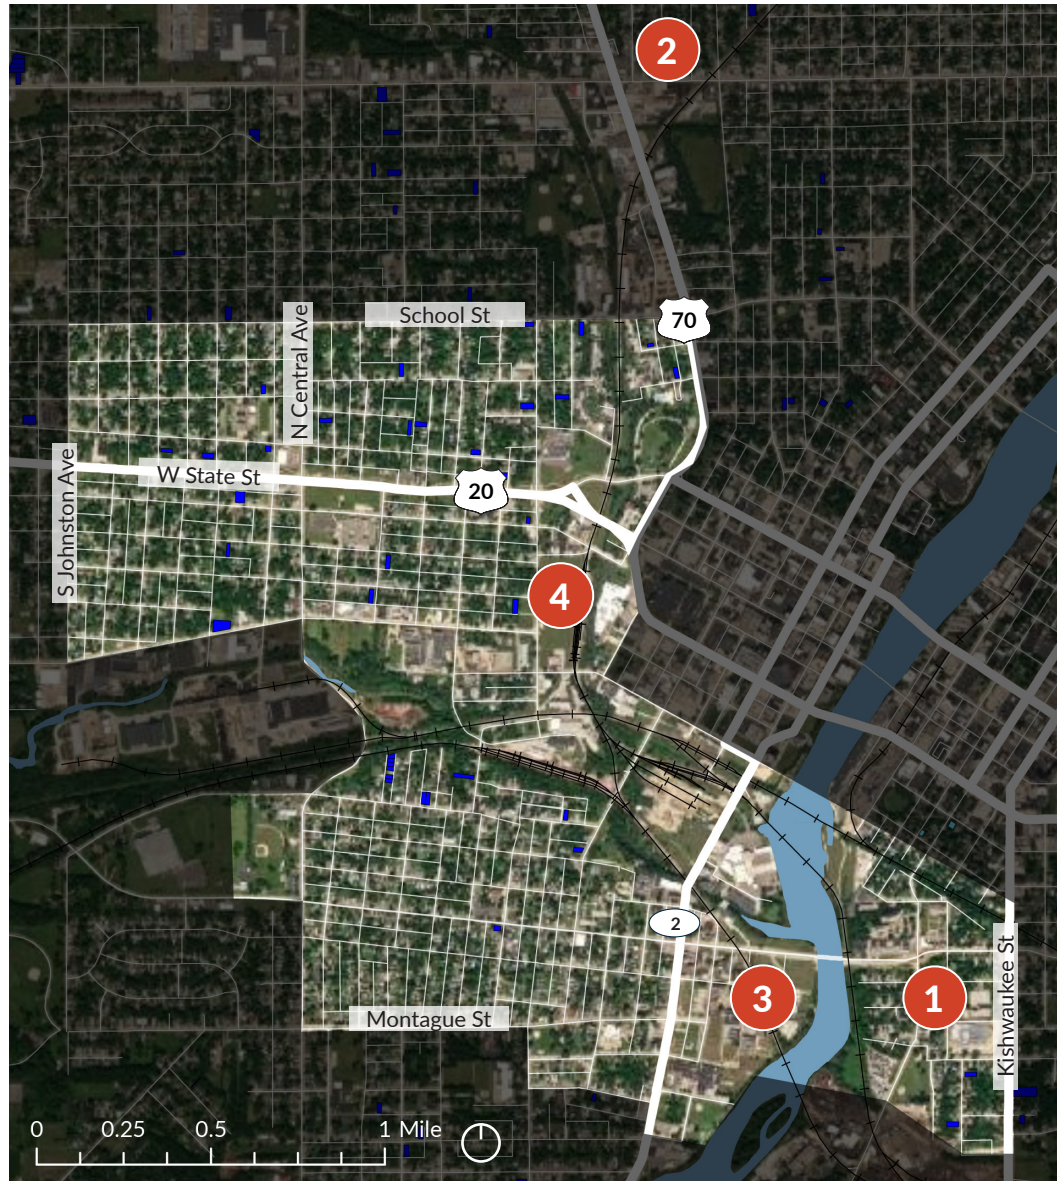 2
School St
N Central Ave
70
S Johnston Ave
W State St
20
4
2
3
1
Kishwaukee St
Montague St
0 0.25 0.5 1 Mile